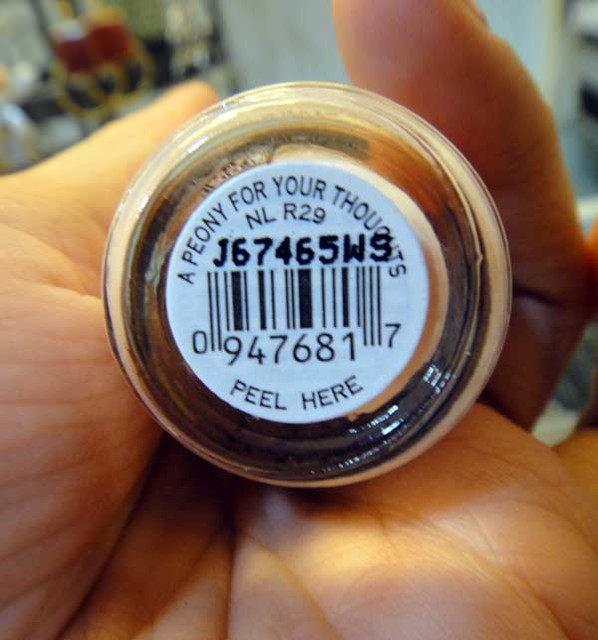 A PEONY FOR YOUR THOUGHTS
NL R29
J67465WS
0 947681 7
PEEL HERE